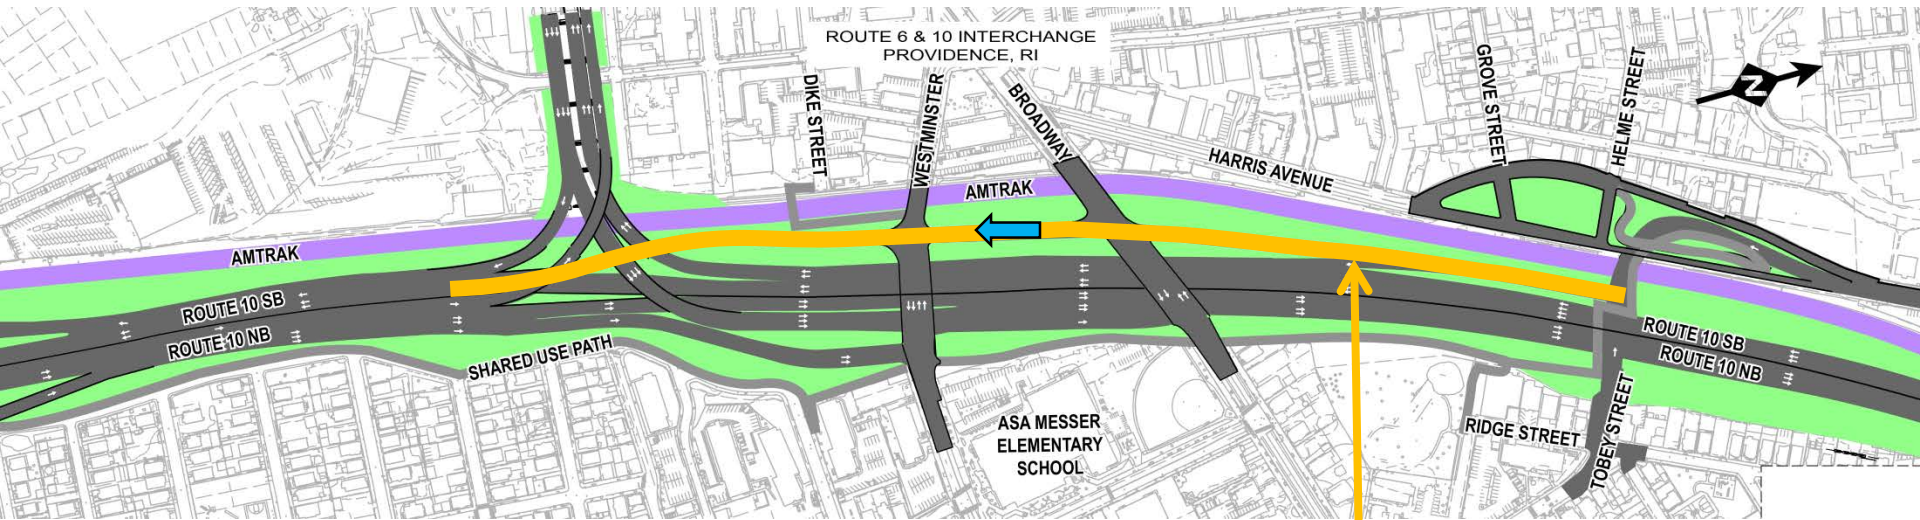 ROUTE 6 & 10 INTERCHANGE
PROVIDENCE, RI
DIKE STREET
WESTMINSTER
BROADWAY
HARRIS AVENUE
GROVE STREET
HELME STREET
N
AMTRAK
AMTRAK
ROUTE 10 SB
ROUTE 10 NB
SHARED USE PATH
ROUTE 10 SB
ROUTE 10 NB
ASA MESSER
ELEMENTARY
SCHOOL
RIDGE STREET
TOBEY STREET